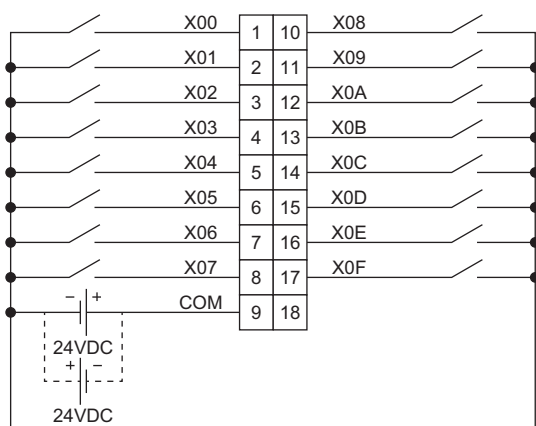 X00 1 10 X08
X01 2 11 X09
X02 3 12 X0A
X03 4 13 X0B
X04 5 14 X0C
X05 6 15 X0D
X06 7 16 X0E
X07 8 17 X0F
− + COM 9 18
24VDC
+ −
24VDC